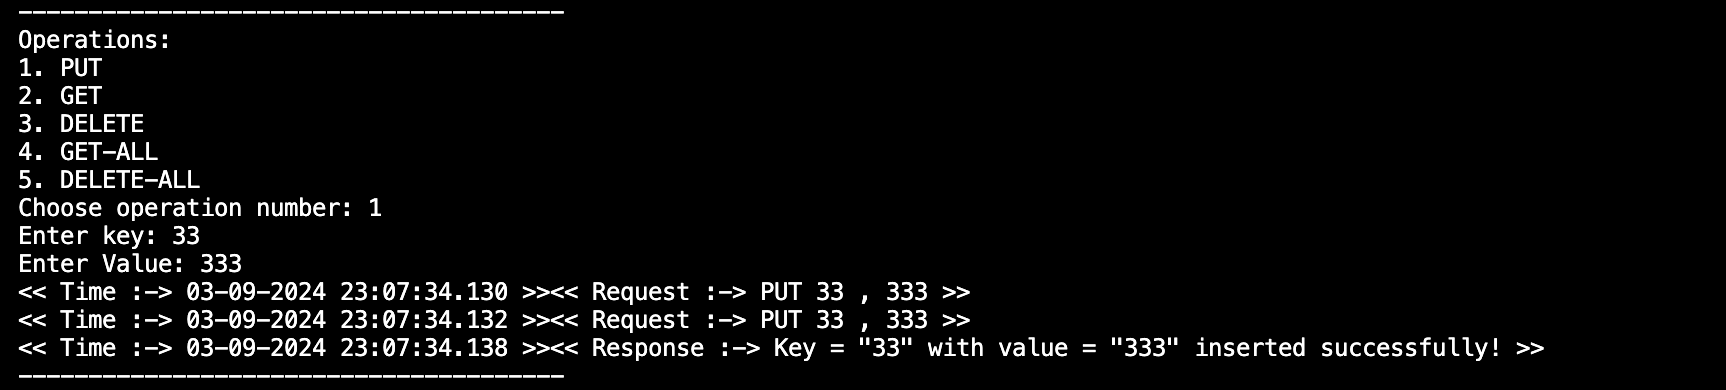 ---------------------------------------
Operations:
1. PUT
2. GET
3. DELETE
4. GET-ALL
5. DELETE-ALL
Choose operation number: 1
Enter key: 33
Enter Value: 333
<< Time :-> 03-09-2024 23:07:34.130 >><< Request :-> PUT 33 , 333 >>
<< Time :-> 03-09-2024 23:07:34.132 >><< Request :-> PUT 33 , 333 >>
<< Time :-> 03-09-2024 23:07:34.138 >><< Response :-> Key = "33" with value = "333" inserted successfully! >>
---------------------------------------